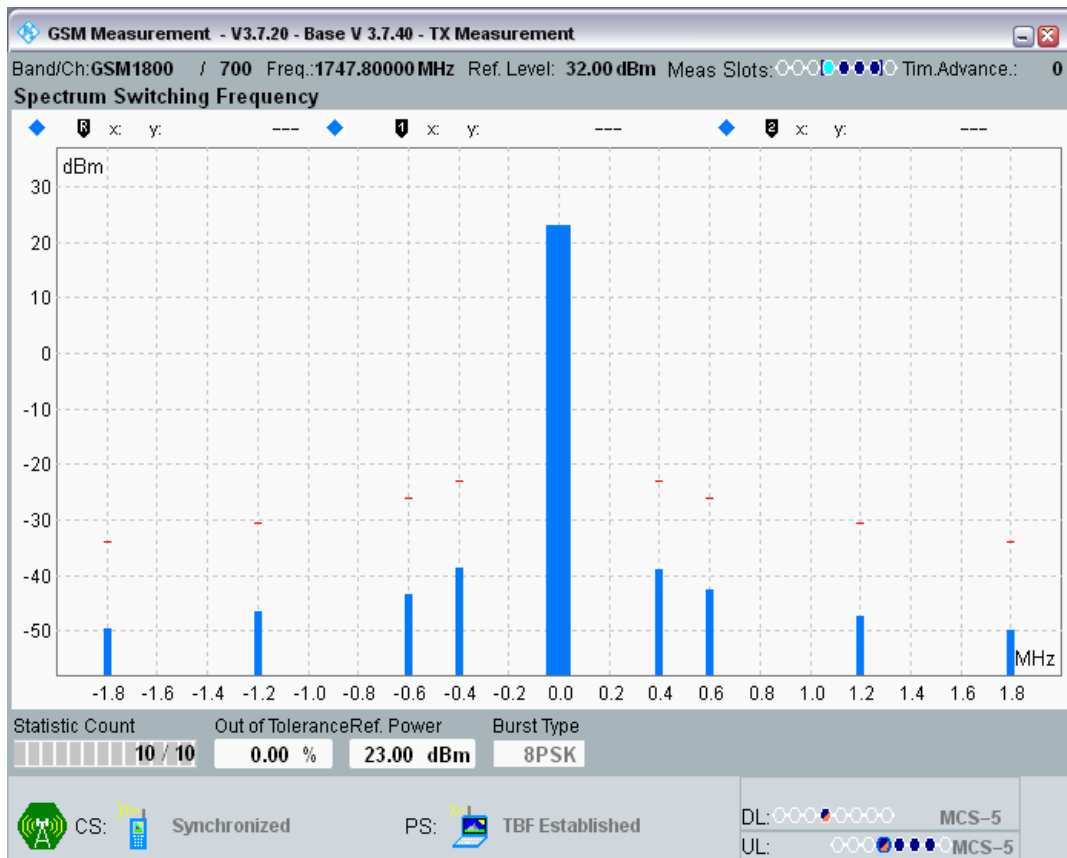 GSM Measurement - V3.7.20 - Base V 3.7.40 - TX Measurement
Band/Ch:GSM1800 / 700 Freq.:1747.80000 MHz Ref. Level: 32.00 dBm Meas Slots: Tim.Advance.: 0
Spectrum Switching Frequency
R x: y: --- 1 x: y: --- 2 x: y: ---
dBm
30
20
10
0
-10
-20
-30
-40
-50
MHz
-1.8 -1.6 -1.4 -1.2 -1.0 -0.8 -0.6 -0.4 -0.2 0.0 0.2 0.4 0.6 0.8 1.0 1.2 1.4 1.6 1.8
Statistic Count Out of Tolerance Ref. Power Burst Type
10 / 10 0.00 % 23.00 dBm 8PSK
CS: Synchronized PS: TBF Established
DL: MCS-5
UL: MCS-5